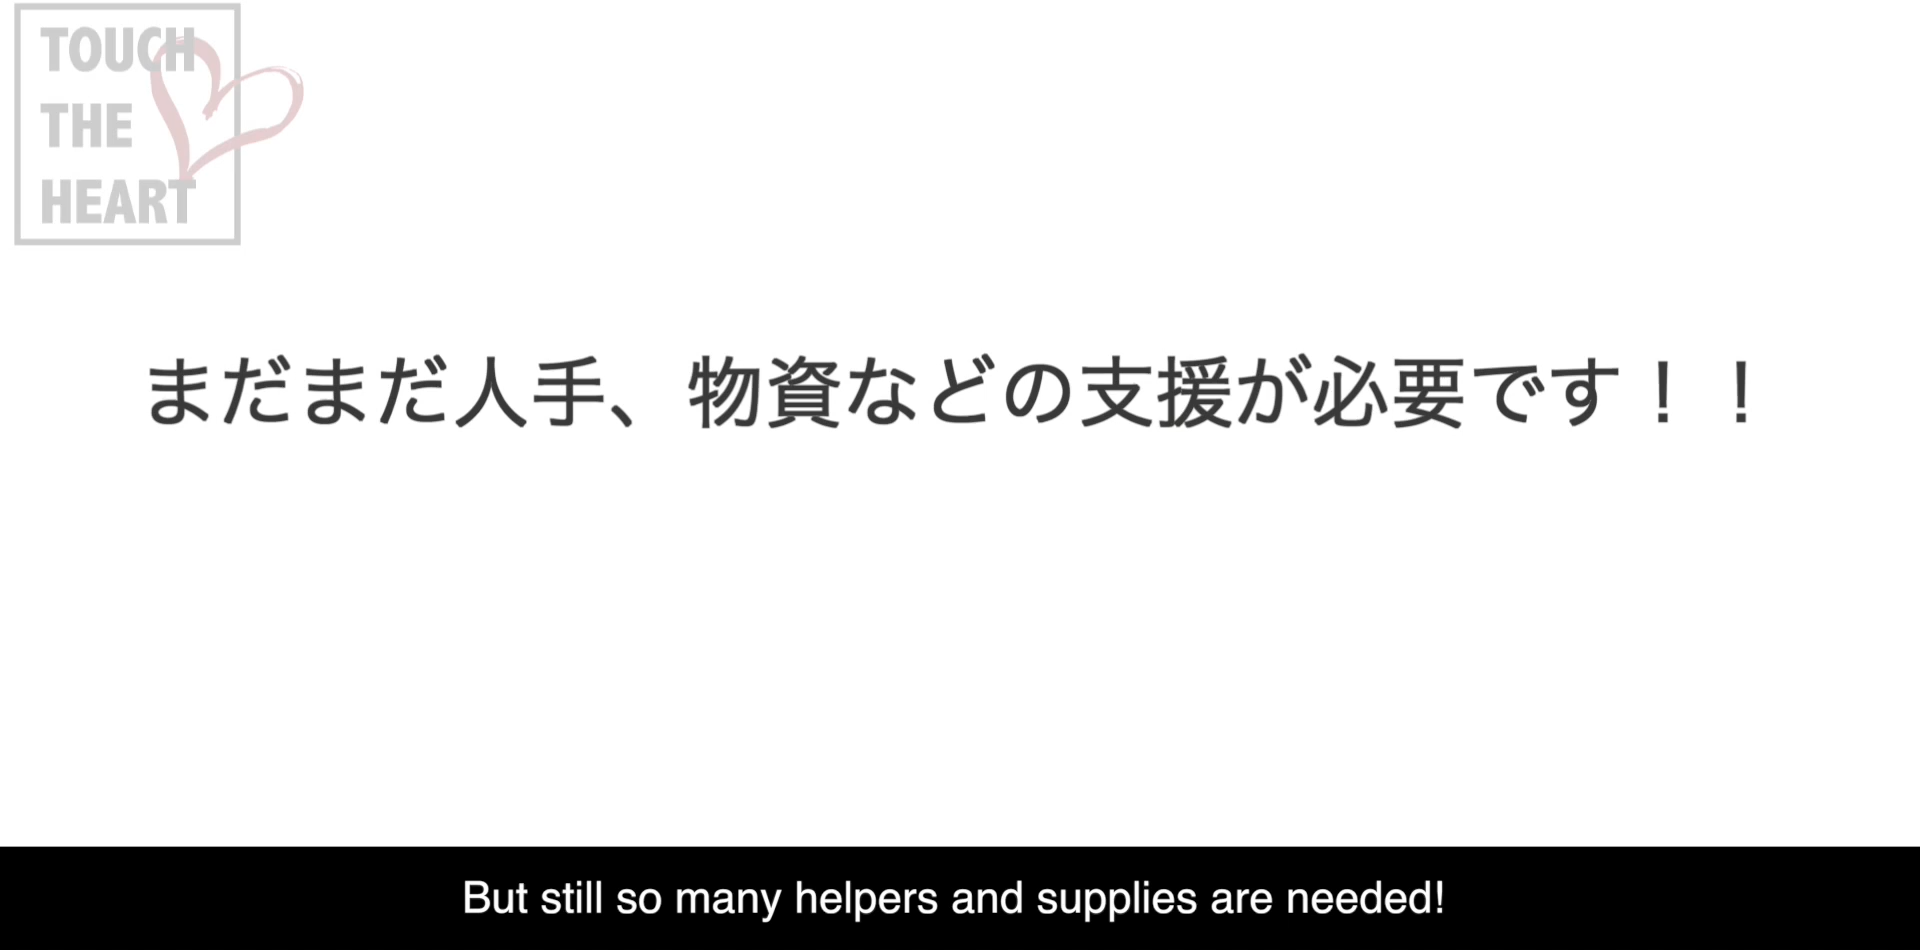 TOUCH
THE
HEART
まだまだ人手、物資などの支援が必要です！！
But still so many helpers and supplies are needed!